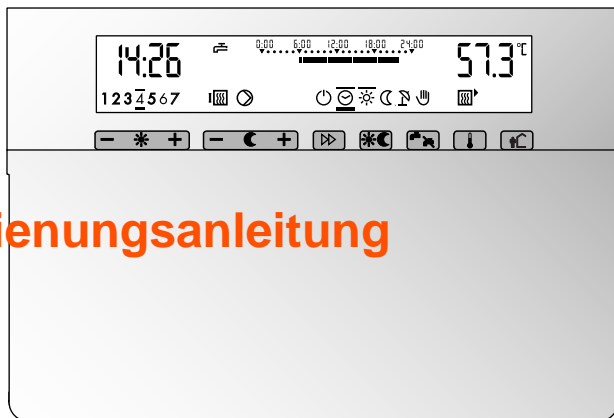 0:00 6:00 12:00 18:00 24:00
14:26 57.3 °C
1234567 I
- + - +
ienungsanleitung